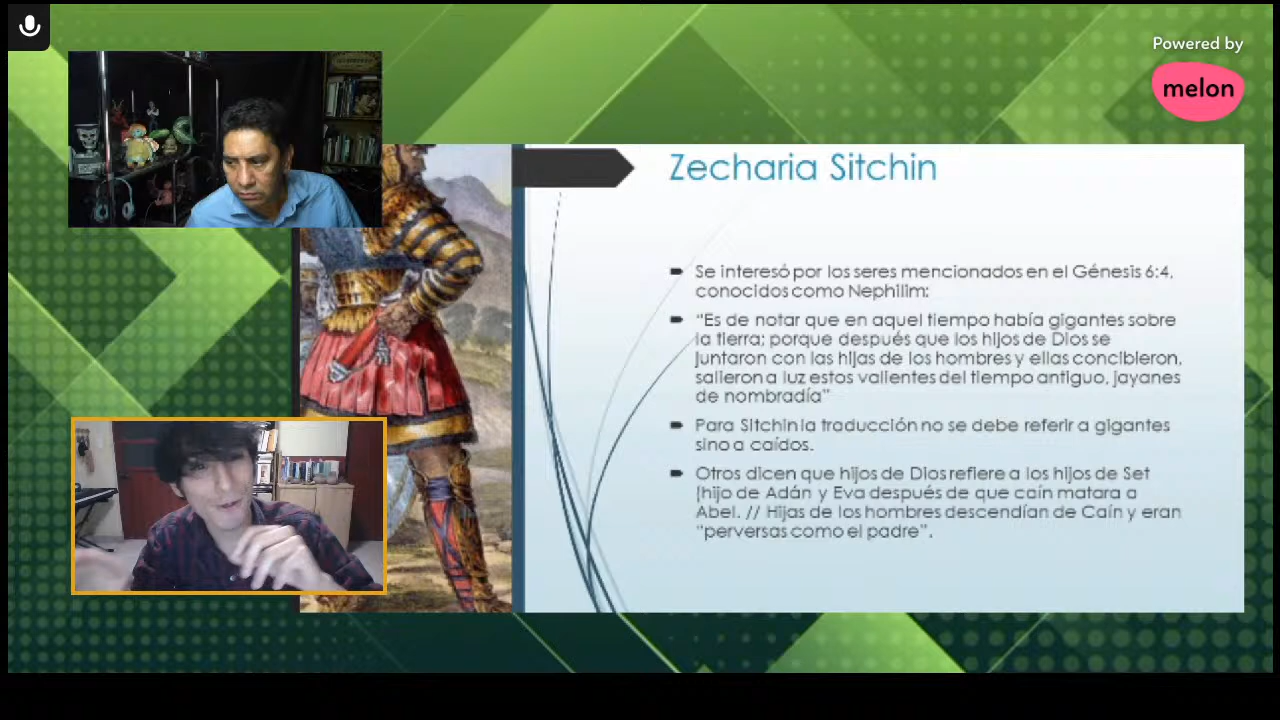 Powered by
melon
Zecharia Sitchin
Se interesó por los seres mencionados en el Génesis 6:4,
conocidos como Nephilim:
"Es de notar que en aquel tiempo había gigantes sobre
la tierra; porque después que los hijos de Dios se
juntaron con las hijas de los hombres y ellas concibieron,
salieron a luz estos valientes del tiempo antiguo, jayanes
de nombradía"
Para Sitchin la traducción no se debe referir a gigantes
sino a caídos.
Otros dicen que hijos de Dios refiere a los hijos de Set
(hijo de Adán y Eva después de que caín matara a
Abel. // Hijas de los hombres descendían de Caín y eran
"perversas como el padre".